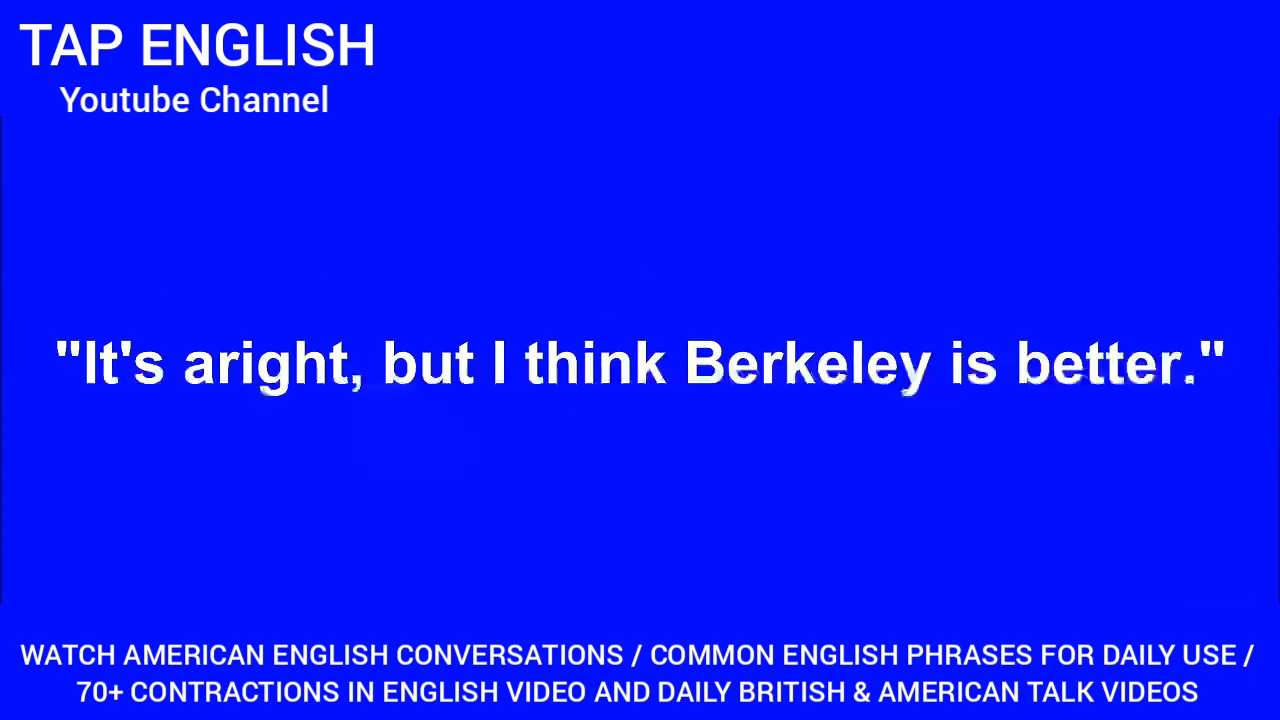 TAP ENGLISH
Youtube Channel
"It's aright, but I think Berkeley is better."
WATCH AMERICAN ENGLISH CONVERSATIONS / COMMON ENGLISH PHRASES FOR DAILY USE /
70+ CONTRACTIONS IN ENGLISH VIDEO AND DAILY BRITISH & AMERICAN TALK VIDEOS